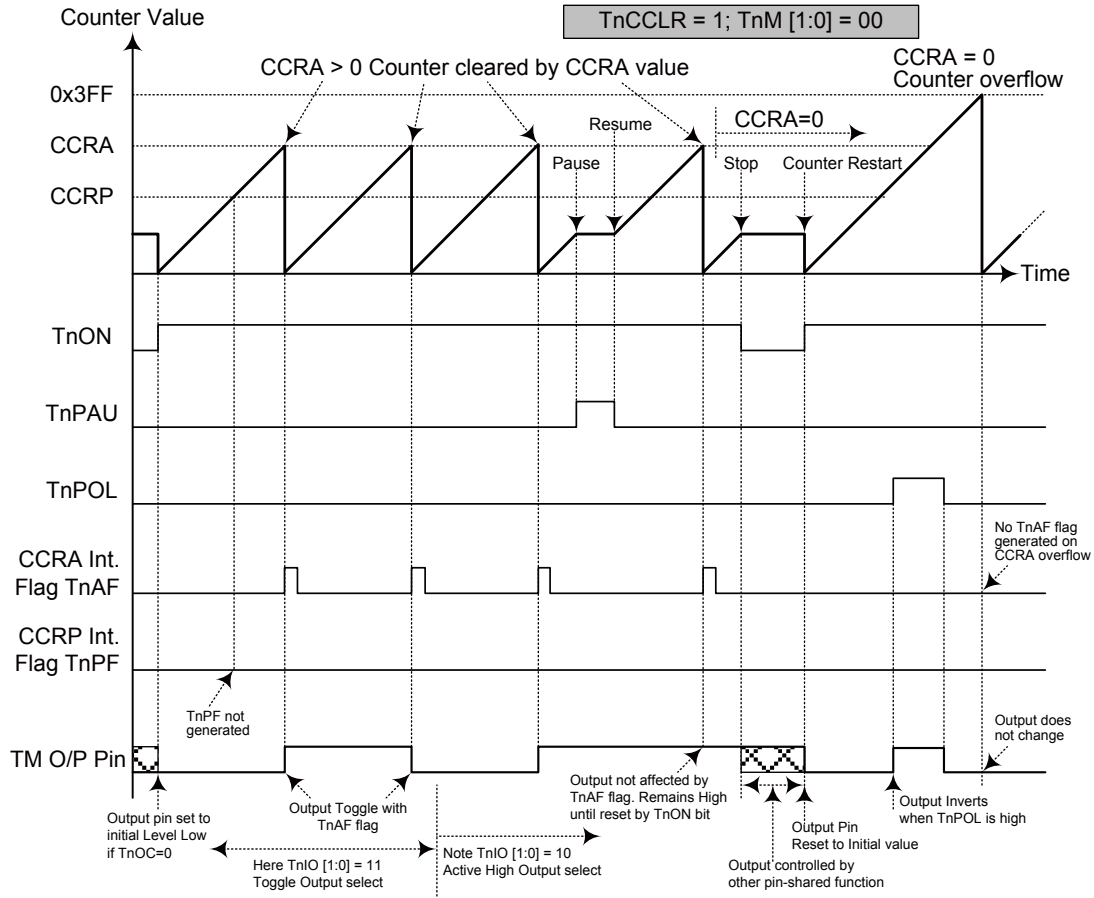 Counter Value
TnCCLR = 1; TnM [1:0] = 00
CCRA > 0 Counter cleared by CCRA value
CCRA = 0
Counter overflow
0x3FF
CCRA
CCRP
Resume
CCRA=0
Pause
Stop
Counter Restart
Time
TnON
TnPAU
TnPOL
No TnAF flag
generated on
CCRA overflow
CCRA Int.
Flag TnAF
CCRP Int.
Flag TnPF
TnPF not
generated
Output does
not change
TM O/P Pin
Output pin set to
initial Level Low
if TnOC=0
Output Toggle with
TnAF flag
Here TnIO [1:0] = 11
Toggle Output select
Note TnIO [1:0] = 10
Active High Output select
Output not affected by
TnAF flag. Remains High
until reset by TnON bit
Output controlled by
other pin-shared function
Output Pin
Reset to Initial value
Output Inverts
when TnPOL is high